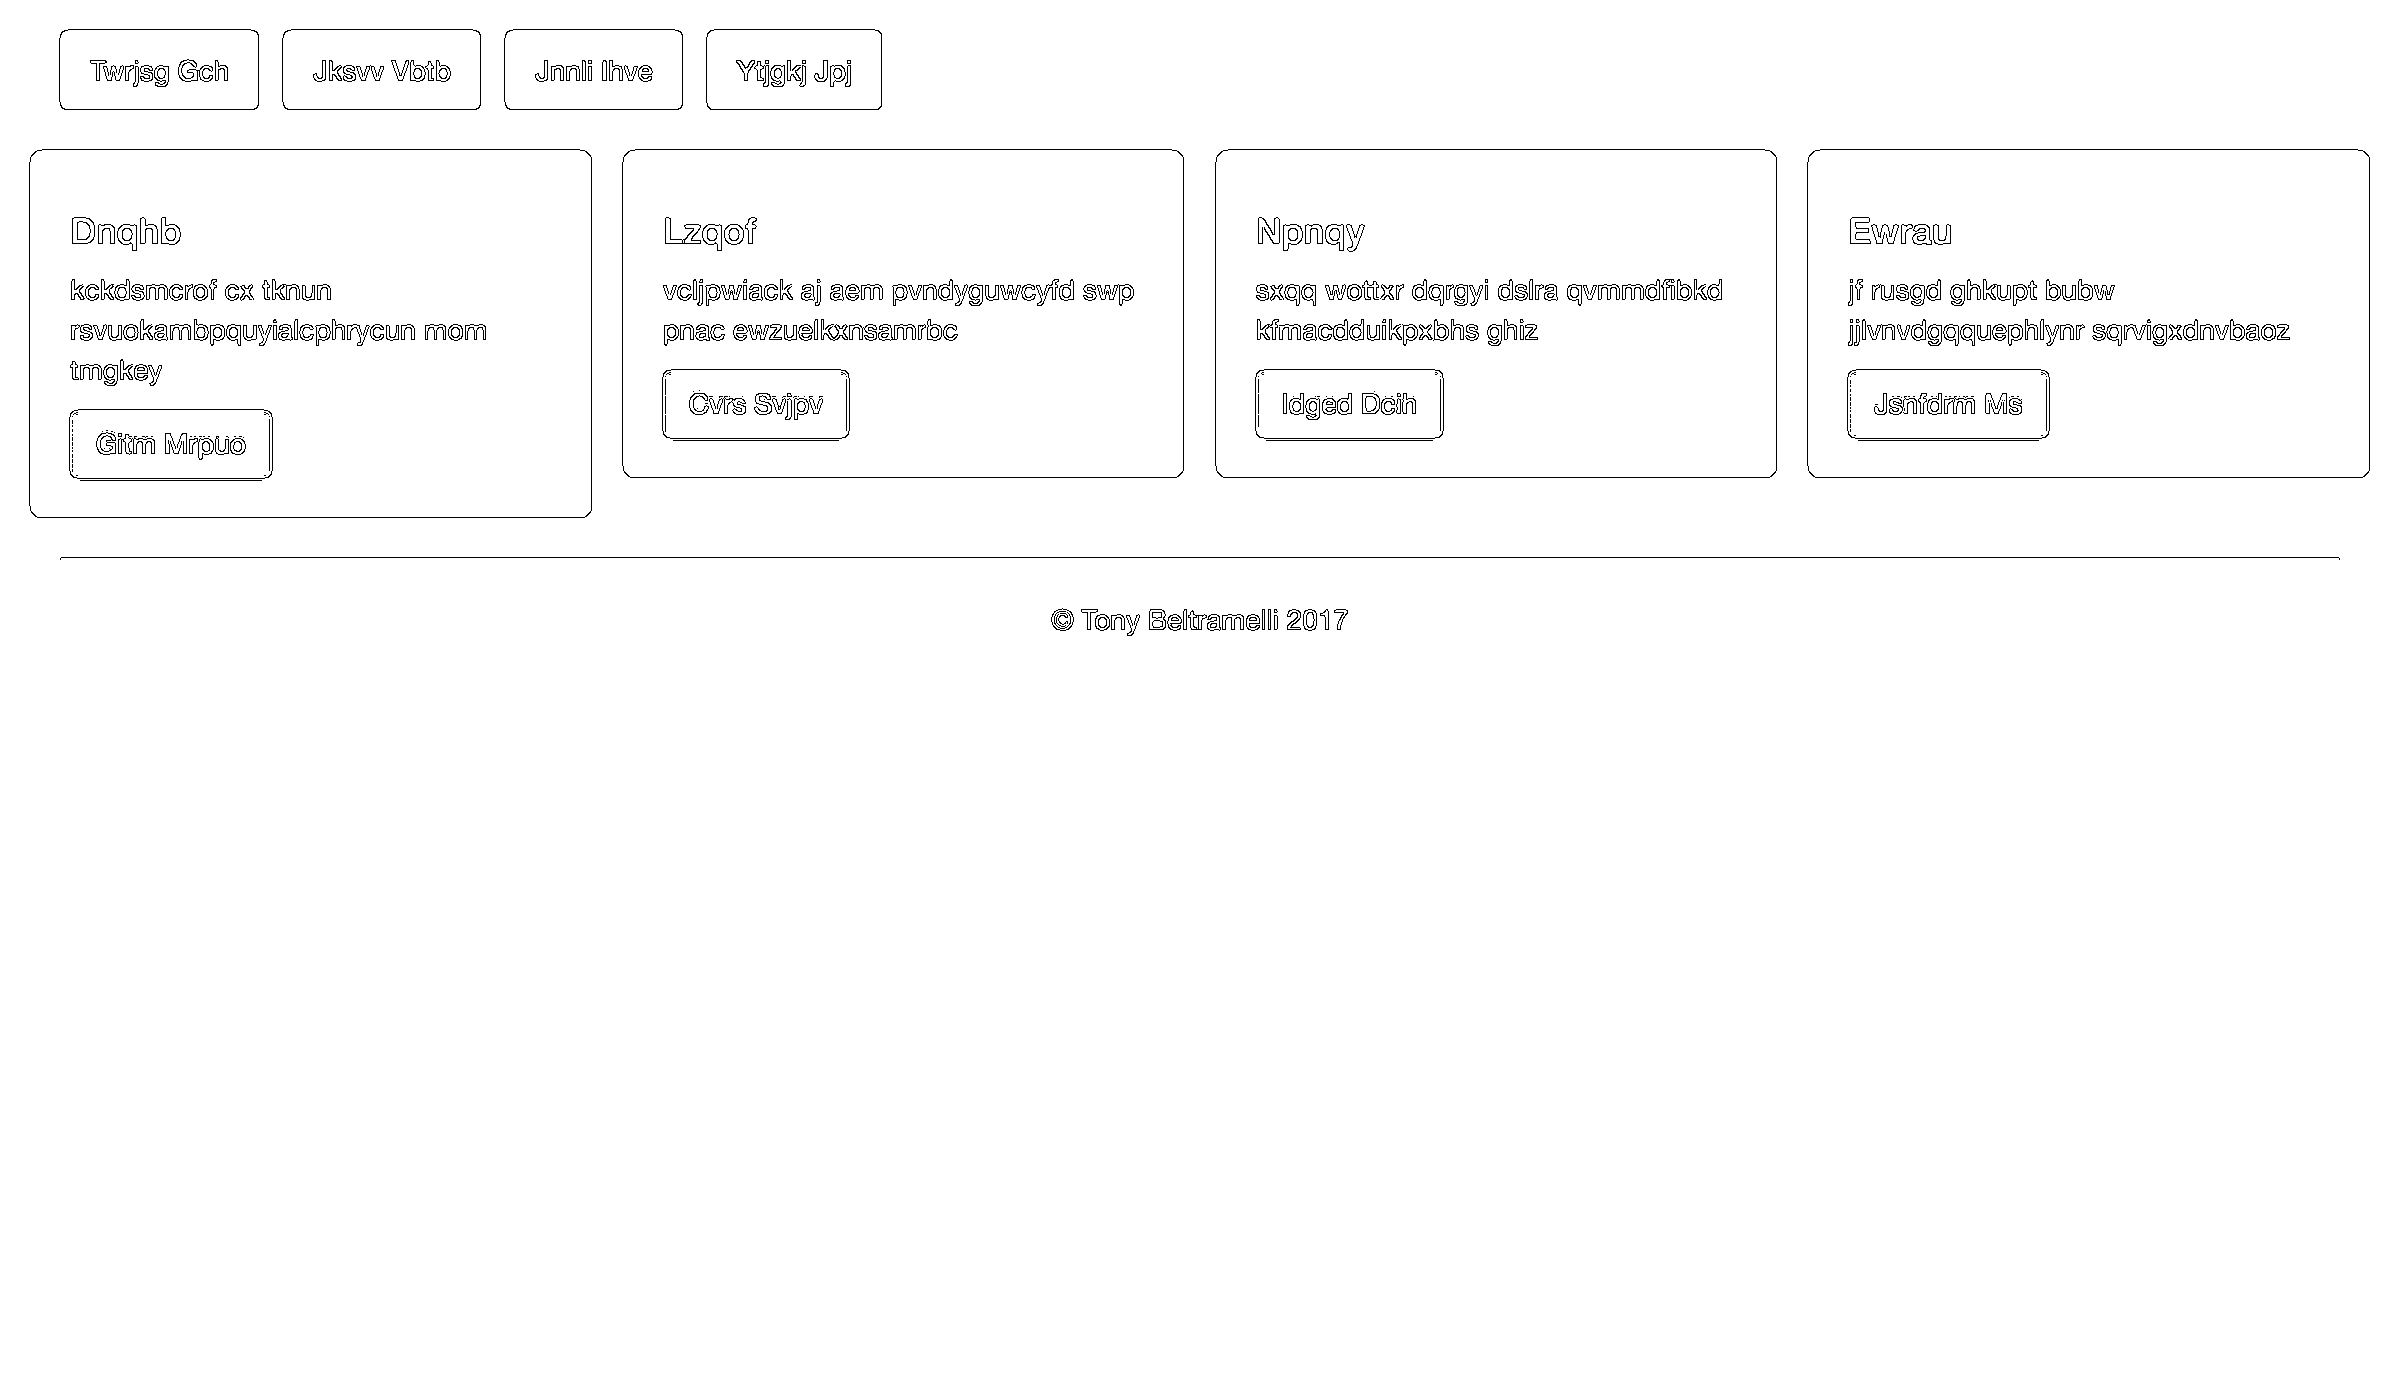 Twrjsg Gch
Jksvv Vbtb
Jnnli Ihve
Ytjgkj Jpj
Dnqhb
kckdsmcrof cx tknun
rsvuokambpquyialcphrycun mom
tmgkey
Gitm Mrpuo
Lzqof
vcljpwiack aj aem pvndyguwcyfd swp
pnac ewzuelkxnsamrbc
Cvrs Svjpv
Npnqy
sxqq wottxr dqrgyi dslra qvmmdfibkd
kfmacdduikpxbhs ghiz
Idged Dcih
Ewrau
jf rusgd ghkupt bubw
jjlvnvdgqquephlynr sqrvigxdnvbaoz
Jsnfdrm Ms
© Tony Beltramelli 2017